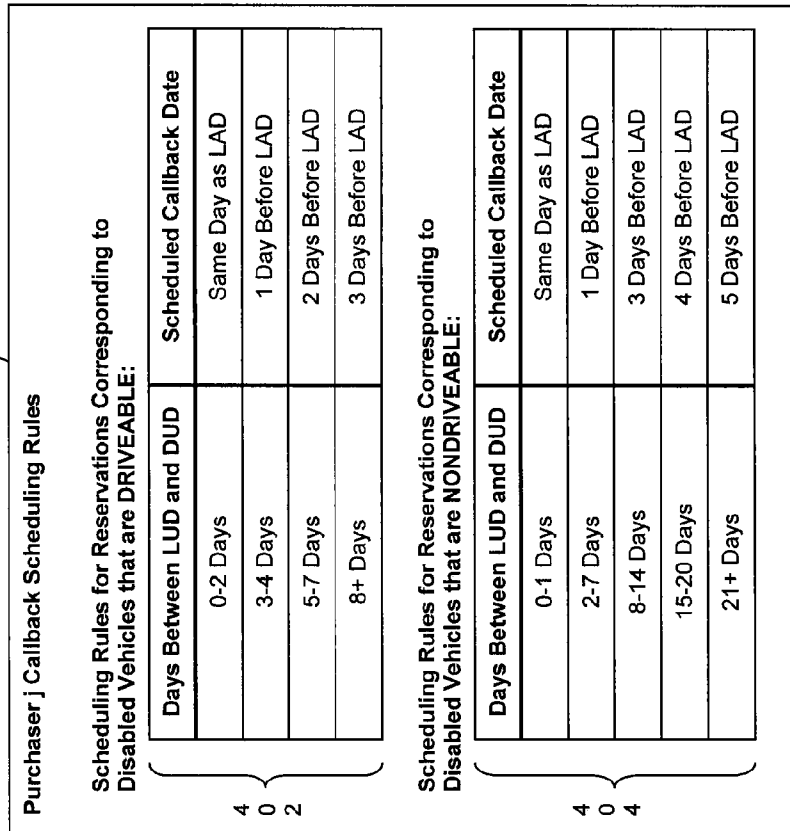 Purchaser j Callback Scheduling Rules
Scheduling Rules for Reservations Corresponding to
Disabled Vehicles that are DRIVEABLE:
Days Between LUD and DUD Scheduled Callback Date
0-2 Days Same Day as LAD
3-4 Days 1 Day Before LAD
5-7 Days 2 Days Before LAD
8+ Days 3 Days Before LAD
402
Scheduling Rules for Reservations Corresponding to
Disabled Vehicles that are NONDRIVEABLE:
Days Between LUD and DUD Scheduled Callback Date
0-1 Days Same Day as LAD
2-7 Days 1 Day Before LAD
8-14 Days 3 Days Before LAD
15-20 Days 4 Days Before LAD
21+ Days 5 Days Before LAD
404